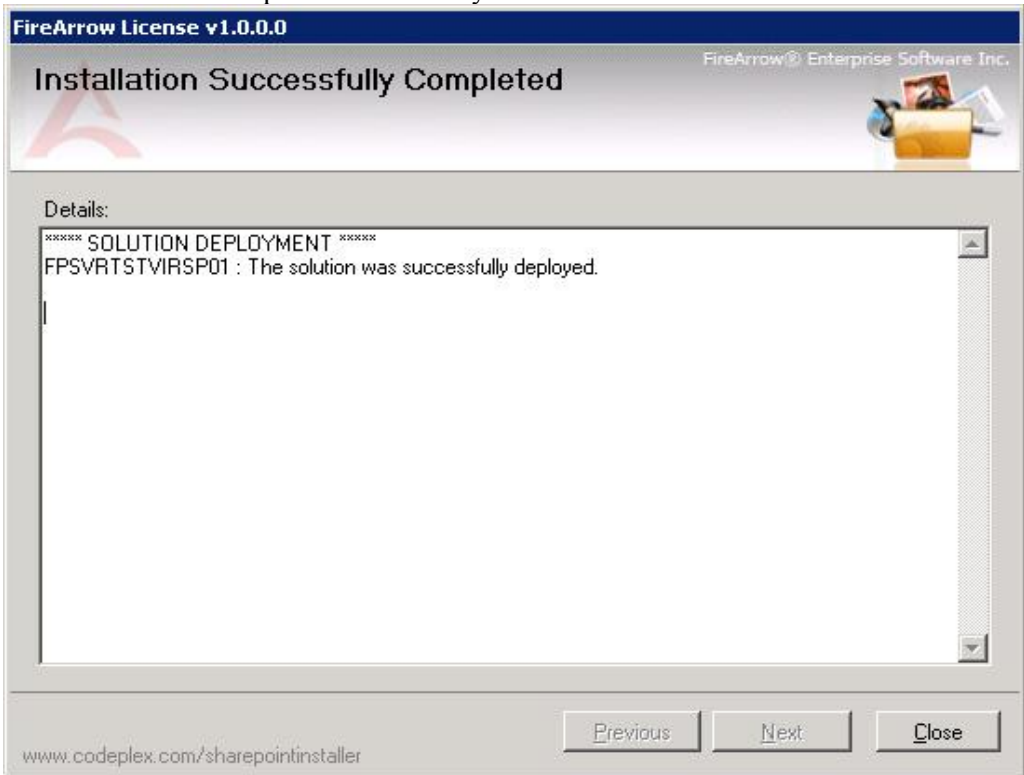 FireArrow License v1.0.0.0
FireArrow® Enterprise Software Inc.
Installation Successfully Completed
Details:
***** SOLUTION DEPLOYMENT *****
FPSVRTSTVIRSP01 : The solution was successfully deployed.
Previous
Next
Close
www.codeplex.com/sharepointinstaller